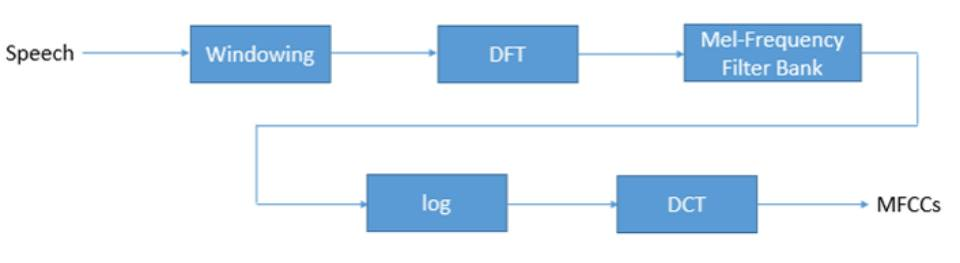 Speech
Windowing
DFT
Mel-Frequency
Filter Bank
log
DCT
MFCCs